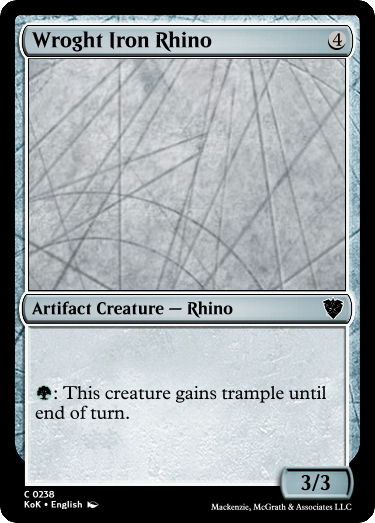 Wroght Iron Rhino
4
Artifact Creature — Rhino
: This creature gains trample until
end of turn.
3/3
C 0238
KoK • English
Mackenzie, McGrath & Associates LLC